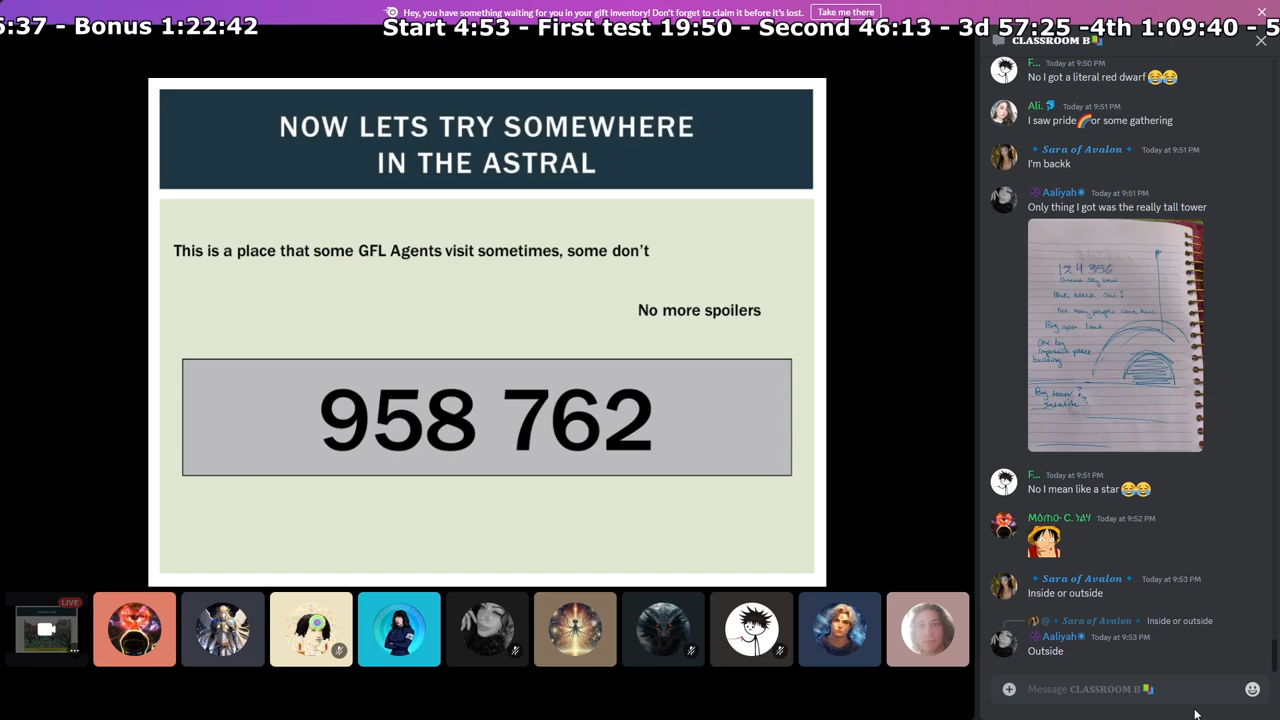 Hey, you have something waiting for you in your gift inventory! Don't forget to claim it before it's lost.
Take me there
5:37 - Bonus 1:22:42
Start 4:53 - First test 19:50 - Second 46:13 - 3d 57:25 -4th 1:09:40 - 5
NOW LETS TRY SOMEWHERE
IN THE ASTRAL
This is a place that some GFL Agents visit sometimes, some don't
No more spoilers
958 762
LIVE
CLASSROOM B
F... Today at 9:50 PM
No I got a literal red dwarf 😂😂
Ali. Today at 9:51 PM
I saw pride🌈or some gathering
Sara of Avalon Today at 9:51 PM
I'm backk
Aaliyah Today at 9:51 PM
Only thing I got was the really tall tower
124 356
F... Today at 9:51 PM
No I mean like a star 😂😂
Today at 9:52 PM
Sara of Avalon Today at 9:53 PM
Inside or outside
@ Sara of Avalon Inside or outside
Aaliyah Today at 9:53 PM
Outside
Message CLASSROOM B